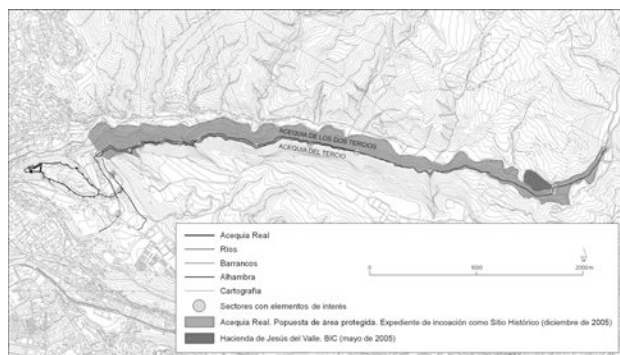 ACEQUIA DE LOS DOS TERCIOS
ACEQUIA DEL TERCIO
Acequia Real
Ríos
Barrancos
Alhambra
Cartografía
Sectores con elementos de interés
Acequia Real. Popuesta de área protegida. Expediente de incoación como Sitio Histórico (diciembre de 2005)
Hacienda de Jesús del Valle. BIC (mayo de 2005)
0 1000 2000 m